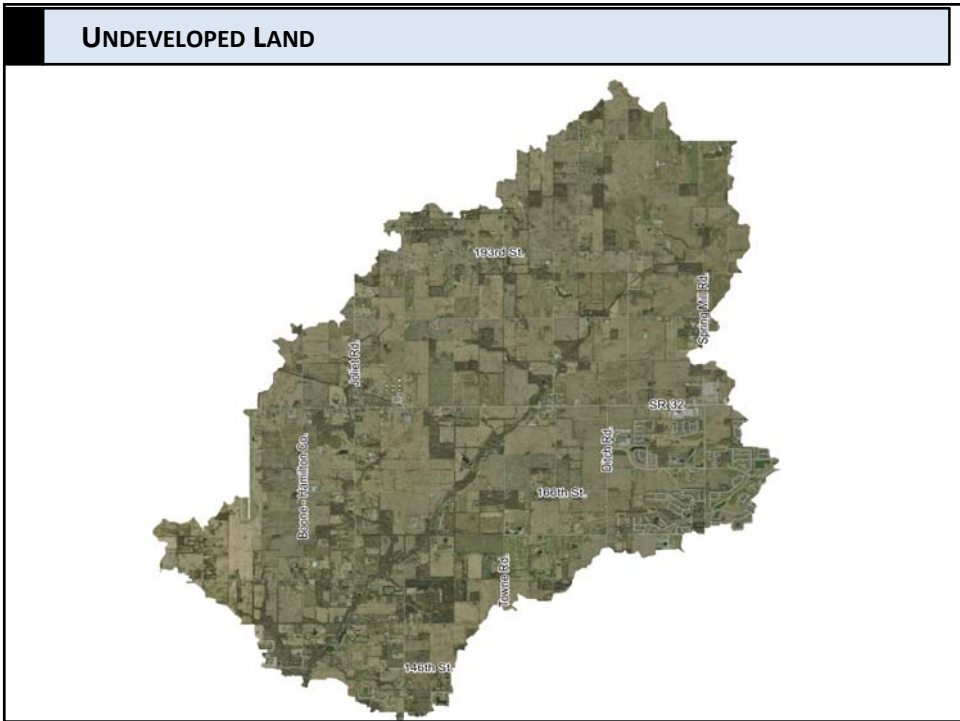 UNDEVELOPED LAND
193rd St.
Spring Mill Rd.
Joliet Rd.
SR 32
Ditch Rd.
Boone - Hamilton Co.
166th St.
Towne Rd.
146th St.